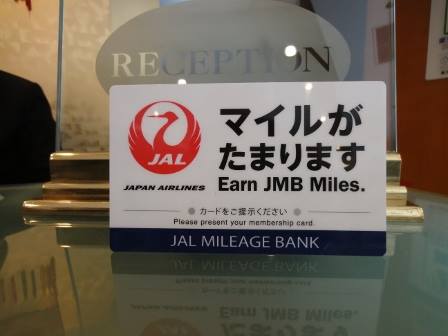 RECEPTION
JAL
JAPAN AIRLINES
マイルが
たまります
Earn JMB Miles.
カードをご提示ください
Please present your membership card.
JAL MILEAGE BANK